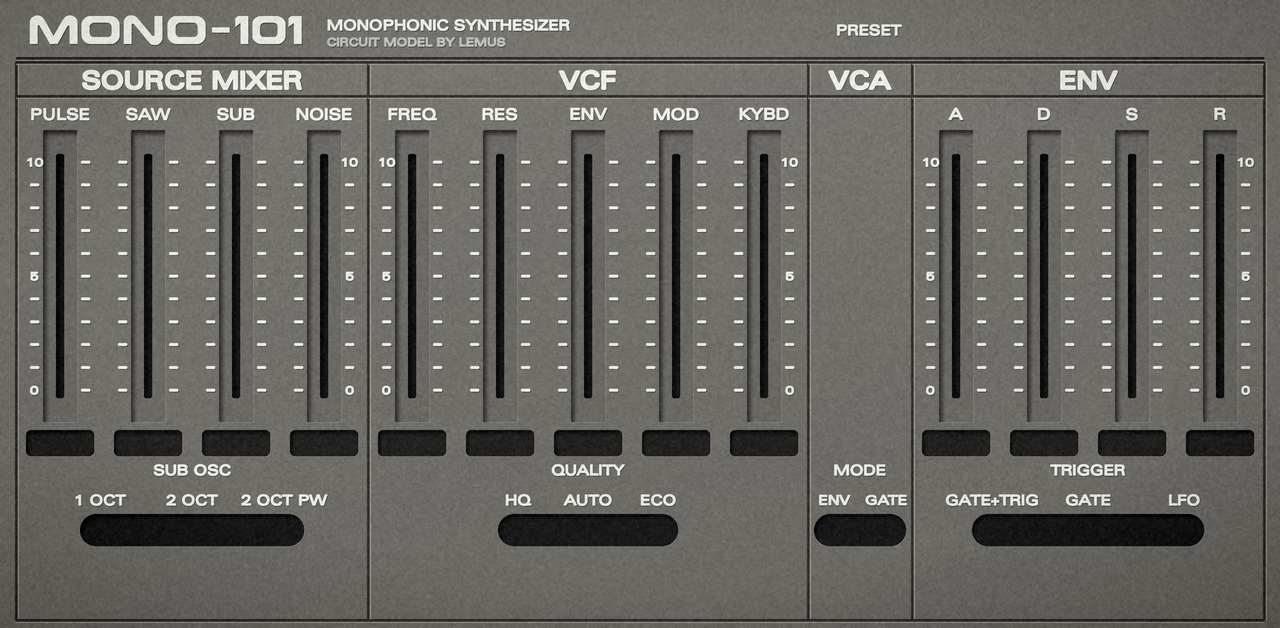 MONO-101
MONOPHONIC SYNTHESIZER
CIRCUIT MODEL BY LEMUS
PRESET
SOURCE MIXER
VCF
VCA
ENV
PULSE SAW SUB NOISE
FREQ RES ENV MOD KYBD
A D S R
10 10 10 10 10 10
5 5 5 5 5 5
0 0 0 0 0 0
SUB OSC
1 OCT 2 OCT 2 OCT PW
QUALITY
HQ AUTO ECO
MODE
ENV GATE
TRIGGER
GATE+TRIG GATE LFO